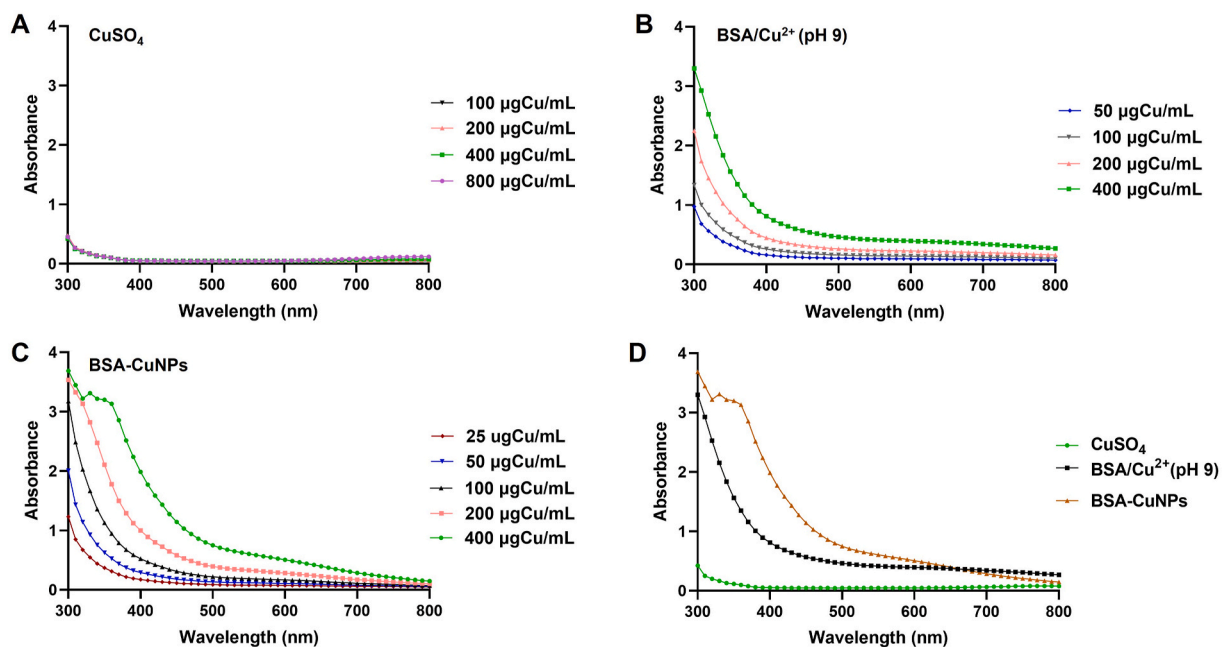 A
CuSO₄
4
3
2
1
0
Absorbance
300 400 500 600 700 800
Wavelength (nm)
100 µgCu/mL
200 µgCu/mL
400 µgCu/mL
800 µgCu/mL
B
BSA/Cu²⁺ (pH 9)
4
3
2
1
0
Absorbance
300 400 500 600 700 800
Wavelength (nm)
50 µgCu/mL
100 µgCu/mL
200 µgCu/mL
400 µgCu/mL
C
BSA-CuNPs
4
3
2
1
0
Absorbance
300 400 500 600 700 800
Wavelength (nm)
25 ugCu/mL
50 µgCu/mL
100 µgCu/mL
200 µgCu/mL
400 µgCu/mL
D
4
3
2
1
0
Absorbance
300 400 500 600 700 800
Wavelength (nm)
CuSO₄
BSA/Cu²⁺(pH 9)
BSA-CuNPs